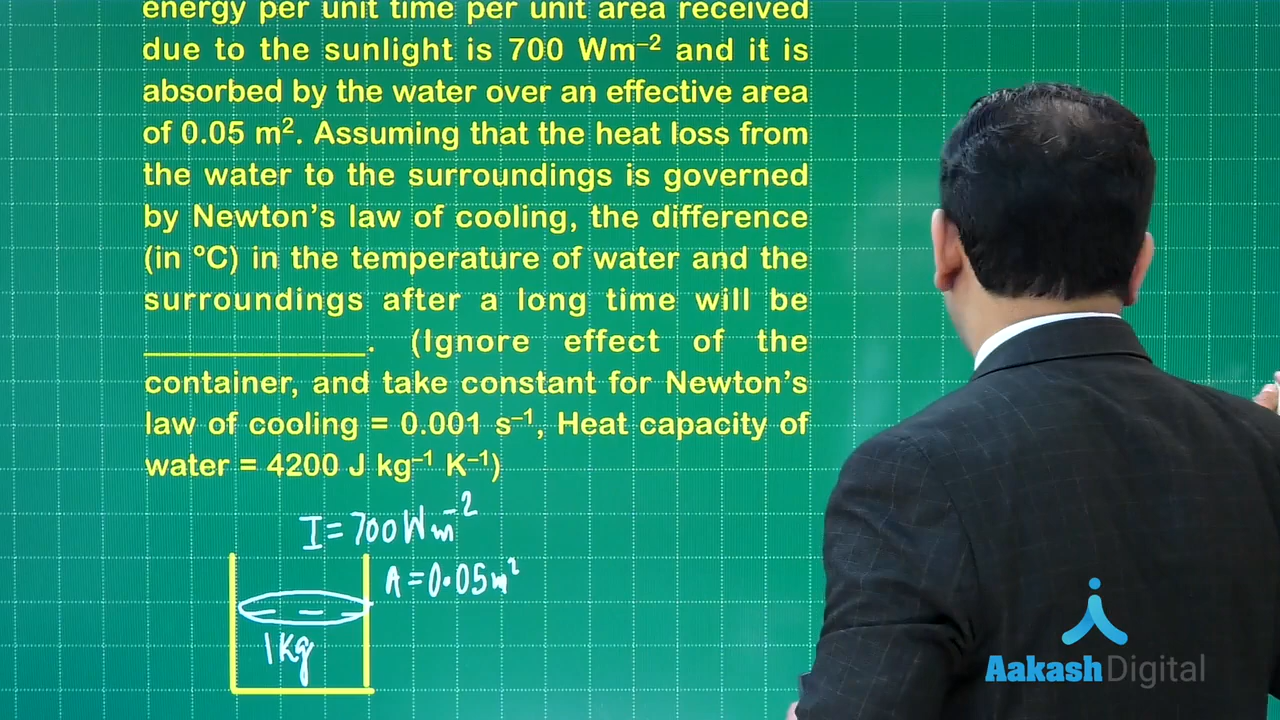 energy per unit time per unit area received
due to the sunlight is 700 Wm⁻² and it is
absorbed by the water over an effective area
of 0.05 m². Assuming that the heat loss from
the water to the surroundings is governed
by Newton's law of cooling, the difference
(in ºC) in the temperature of water and the
surroundings after a long time will be
______________. (Ignore effect of the
container, and take constant for Newton's
law of cooling = 0.001 s⁻¹, Heat capacity of
water = 4200 J kg⁻¹ K⁻¹)
I = 700 Wm⁻²
A = 0.05 m²
1 Kg
Aakash Digital